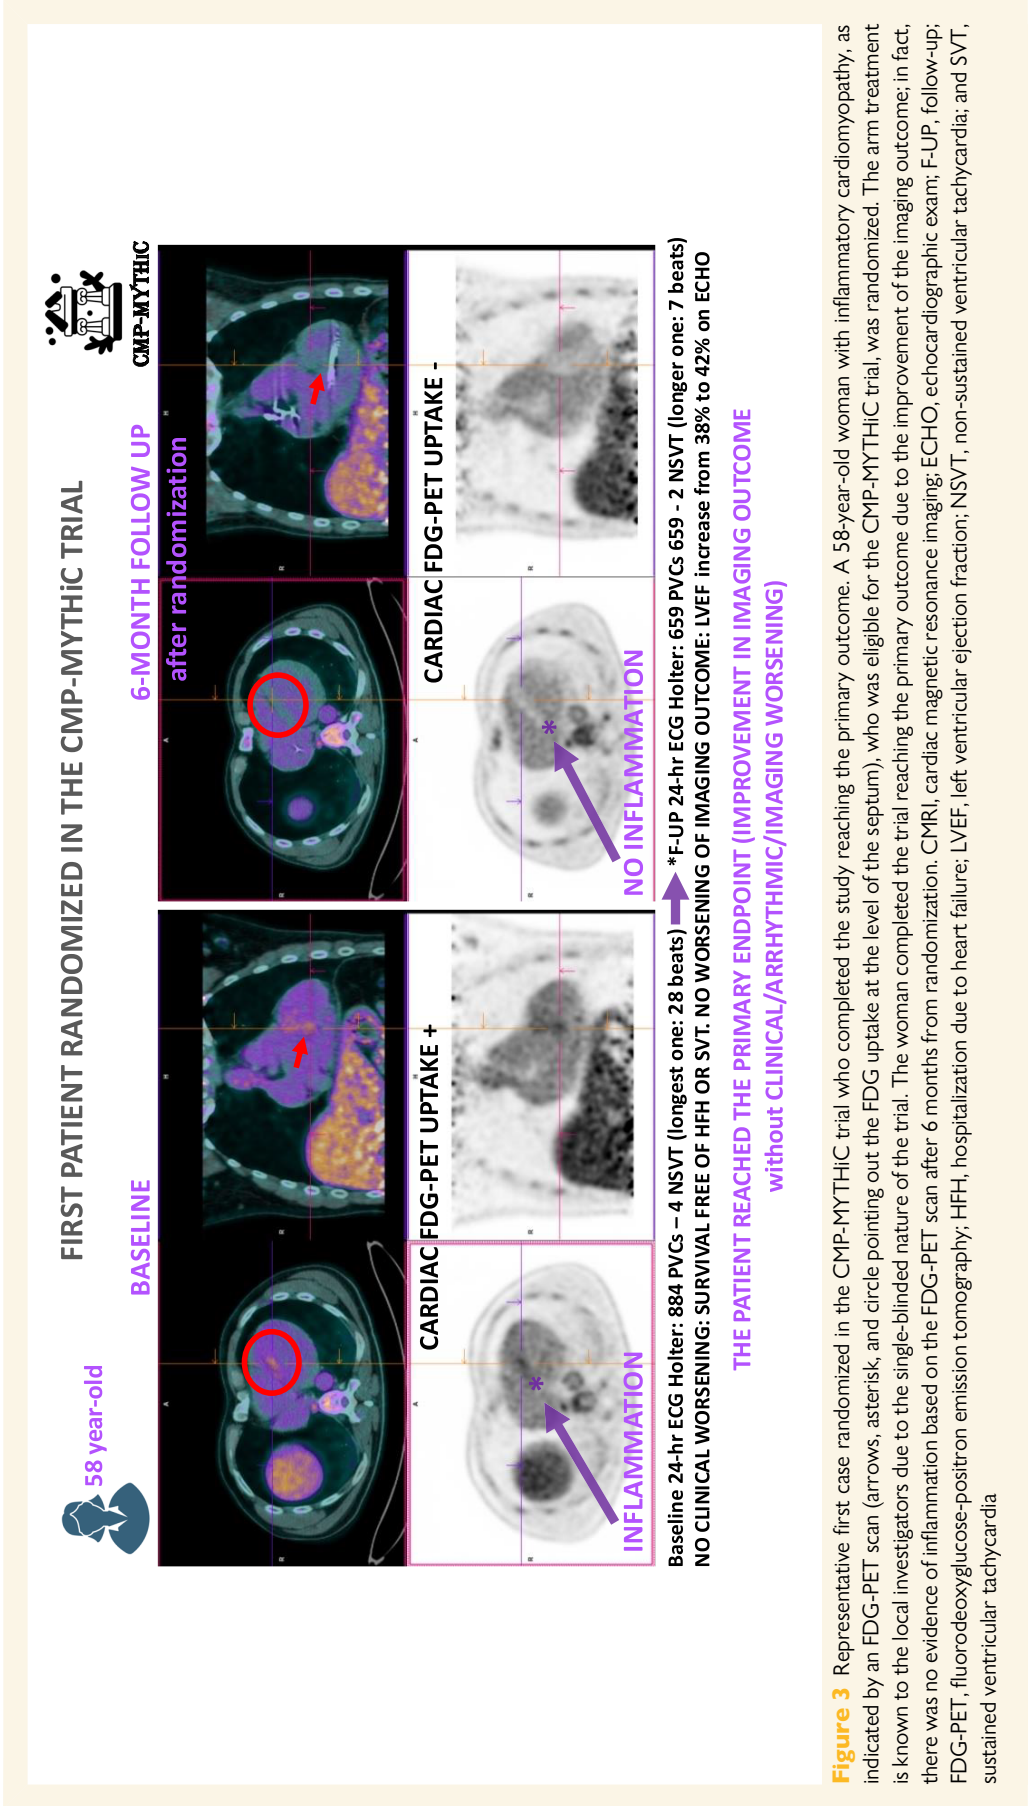 FIRST PATIENT RANDOMIZED IN THE CMP-MYTHiC TRIAL
58 year-old
BASELINE
6-MONTH FOLLOW UP
after randomization
CMP-MYTHiC
CARDIAC FDG-PET UPTAKE +
CARDIAC FDG-PET UPTAKE -
A
H
A
H
R
R
R
R
A
H
A
H
R
R
R
R
*
*
INFLAMMATION
NO INFLAMMATION
Baseline 24-hr ECG Holter: 884 PVCs – 4 NSVT (longest one: 28 beats) *F-UP 24-hr ECG Holter: 659 PVCs 659 - 2 NSVT (longer one: 7 beats)
NO CLINICAL WORSENING: SURVIVAL FREE OF HFH OR SVT. NO WORSENING OF IMAGING OUTCOME: LVEF increase from 38% to 42% on ECHO
THE PATIENT REACHED THE PRIMARY ENDPOINT (IMPROVEMENT IN IMAGING OUTCOME
without CLINICAL/ARRHYTHMIC/IMAGING WORSENING)
Figure 3 Representative first case randomized in the CMP-MYTHiC trial who completed the study reaching the primary outcome. A 58-year-old woman with inflammatory cardiomyopathy, as
indicated by an FDG-PET scan (arrows, asterisk, and circle pointing out the FDG uptake at the level of the septum), who was eligible for the CMP-MYTHiC trial, was randomized. The arm treatment
is known to the local investigators due to the single-blinded nature of the trial. The woman completed the trial reaching the primary outcome due to the improvement of the imaging outcome; in fact,
there was no evidence of inflammation based on the FDG-PET scan after 6 months from randomization. CMRI, cardiac magnetic resonance imaging; ECHO, echocardiographic exam; F-UP, follow-up;
FDG-PET, fluorodeoxyglucose-positron emission tomography; HFH, hospitalization due to heart failure; LVEF, left ventricular ejection fraction; NSVT, non-sustained ventricular tachycardia; and SVT,
sustained ventricular tachycardia